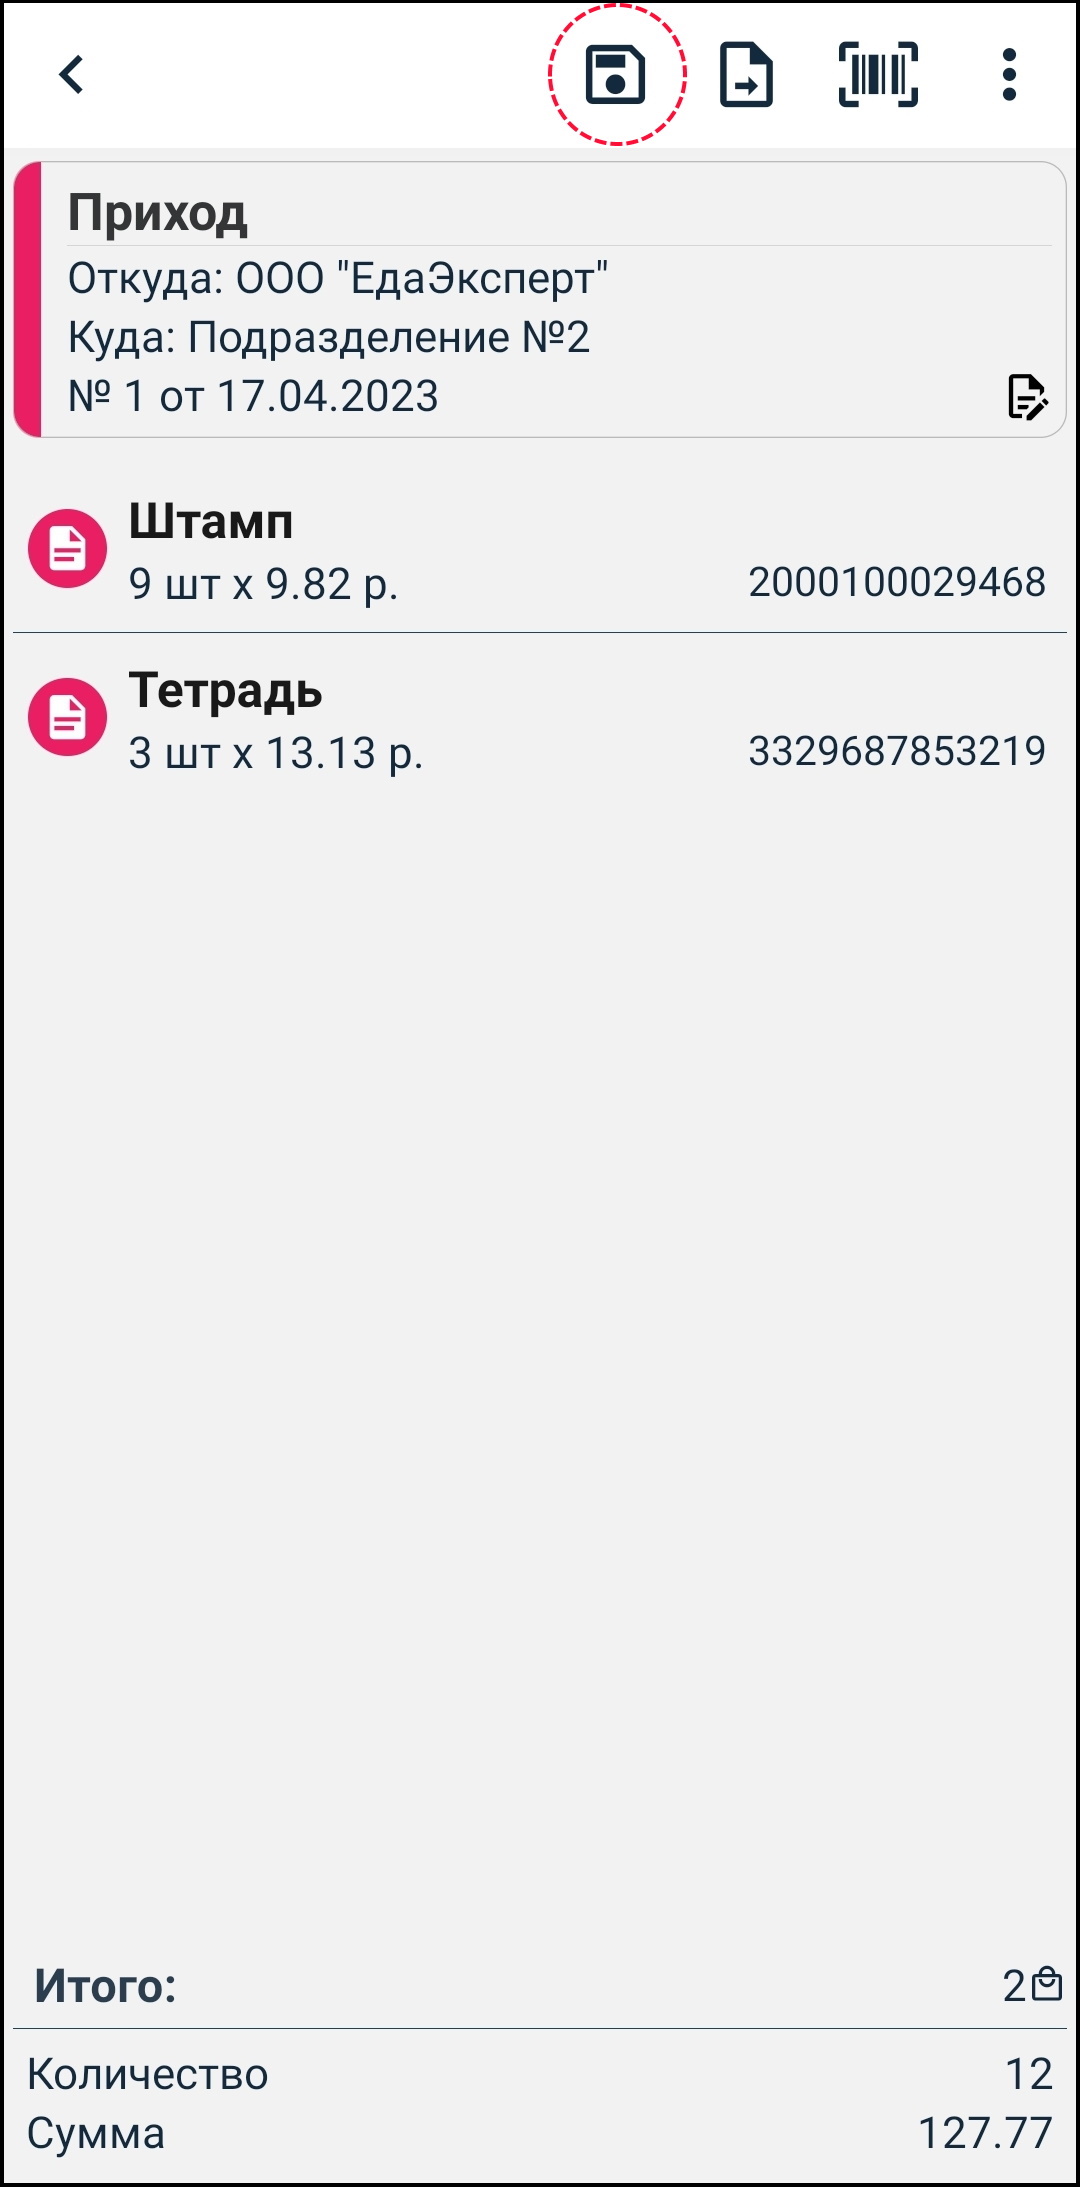 Приход
Откуда: ООО "ЕдаЭксперт"
Куда: Подразделение №2
№ 1 от 17.04.2023
Штамп
9 шт x 9.82 р.
2000100029468
Тетрадь
3 шт x 13.13 р.
3329687853219
Итого:
2
Количество
12
Сумма
127.77